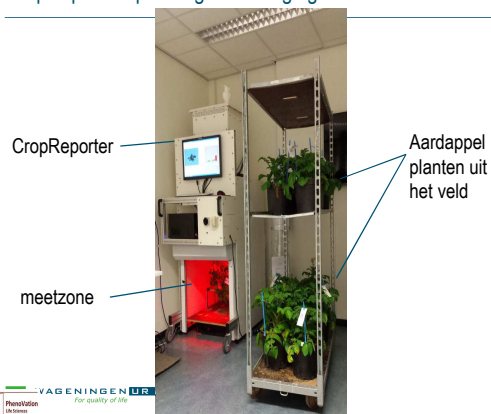 CropReporter
Aardappel
planten uit
het veld
meetzone
WAGENINGEN UR
For quality of life
PhenoVation
Life Sciences